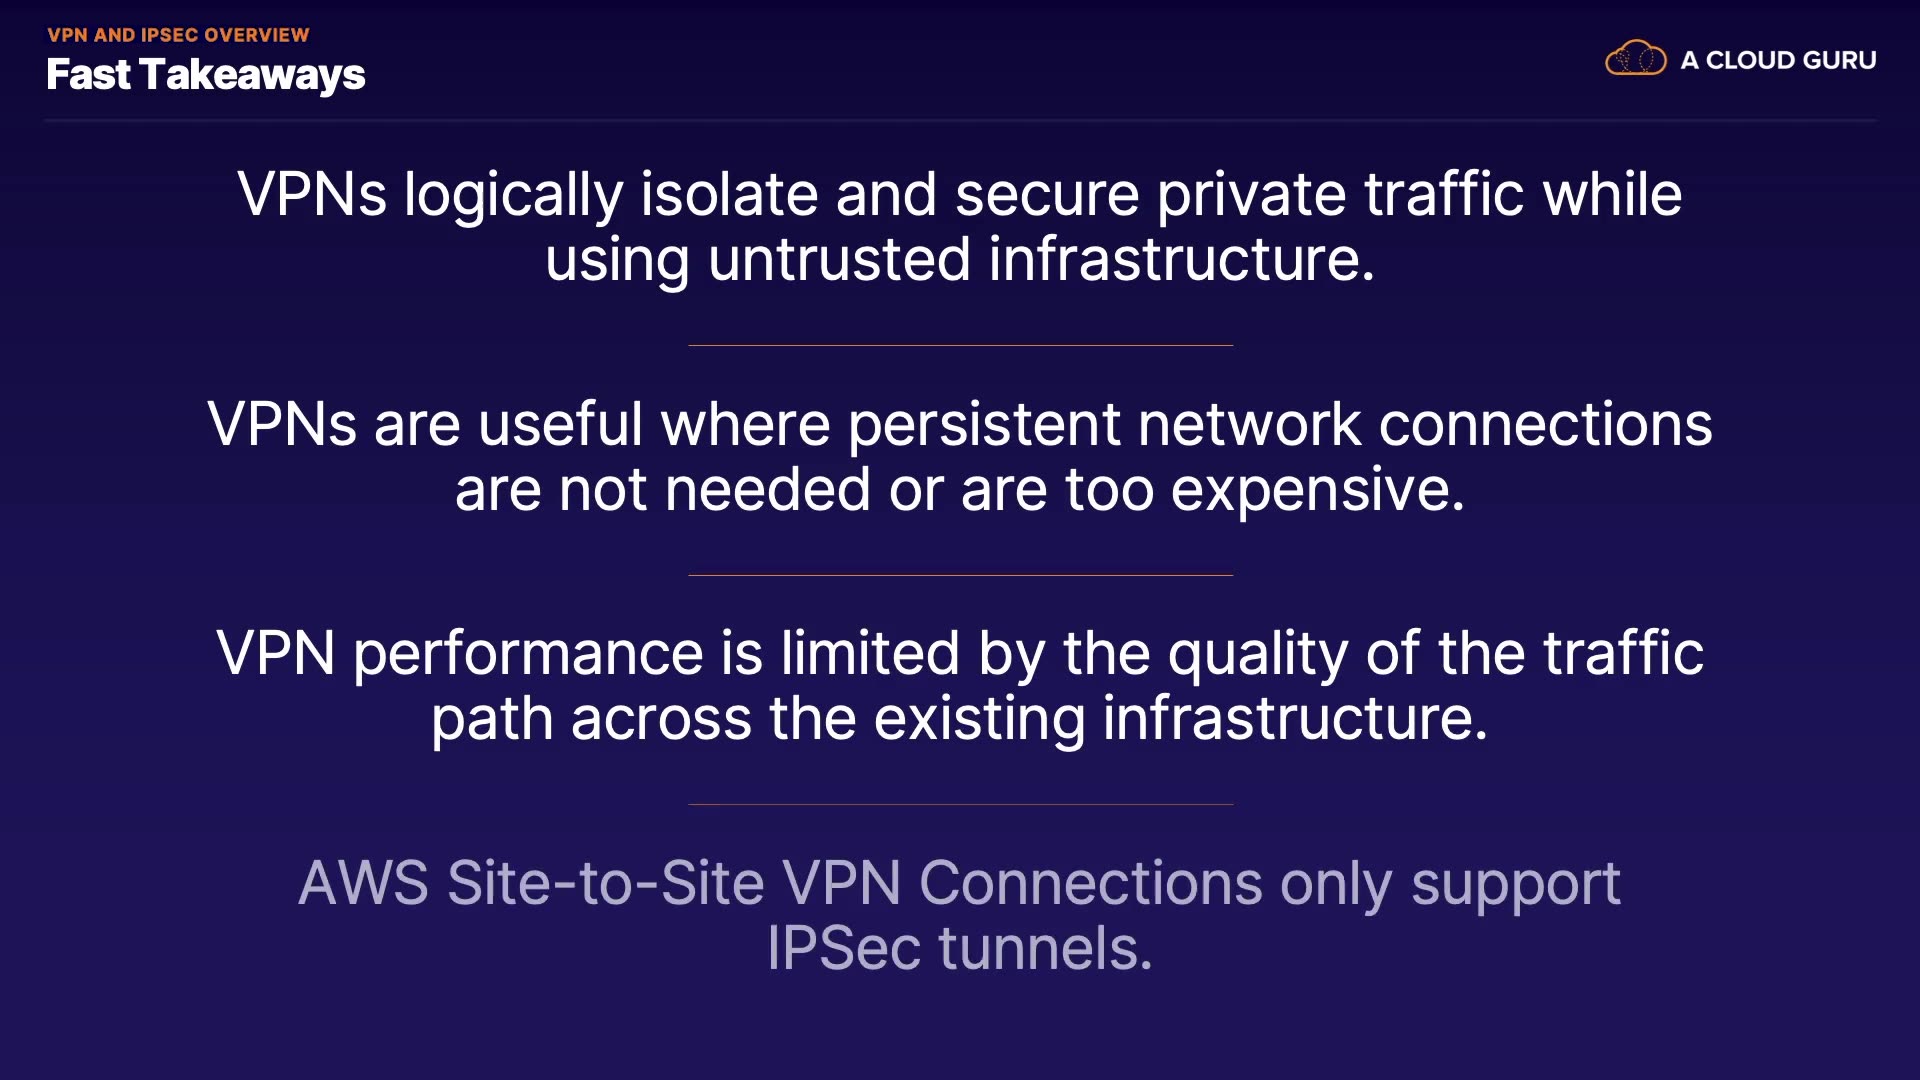 VPN AND IPSEC OVERVIEW
Fast Takeaways
A CLOUD GURU
VPNs logically isolate and secure private traffic while
using untrusted infrastructure.
VPNs are useful where persistent network connections
are not needed or are too expensive.
VPN performance is limited by the quality of the traffic
path across the existing infrastructure.
AWS Site-to-Site VPN Connections only support
IPSec tunnels.